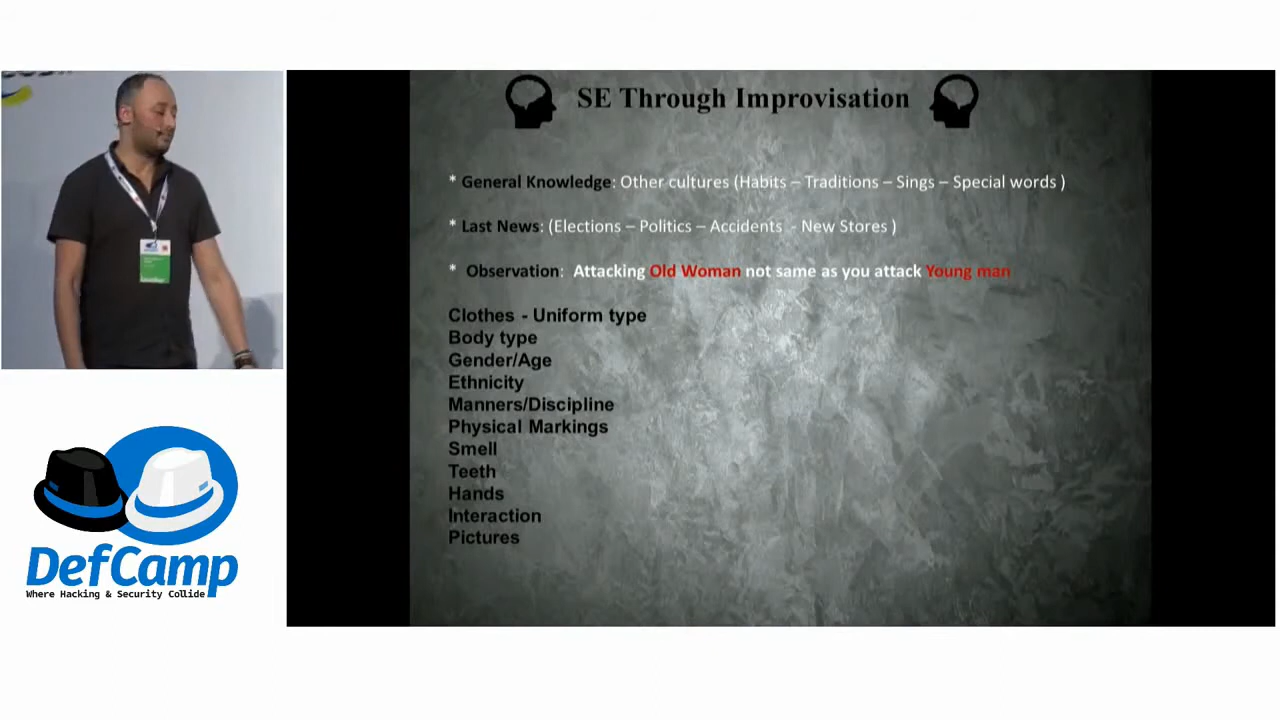 SE Through Improvisation
* General Knowledge: Other cultures (Habits – Traditions – Sings – Special words )
* Last News: (Elections – Politics – Accidents - New Stores )
* Observation: Attacking Old Woman not same as you attack Young man
Clothes - Uniform type
Body type
Gender/Age
Ethnicity
Manners/Discipline
Physical Markings
Smell
Teeth
Hands
Interaction
Pictures
DefCamp
Where Hacking & Security Collide